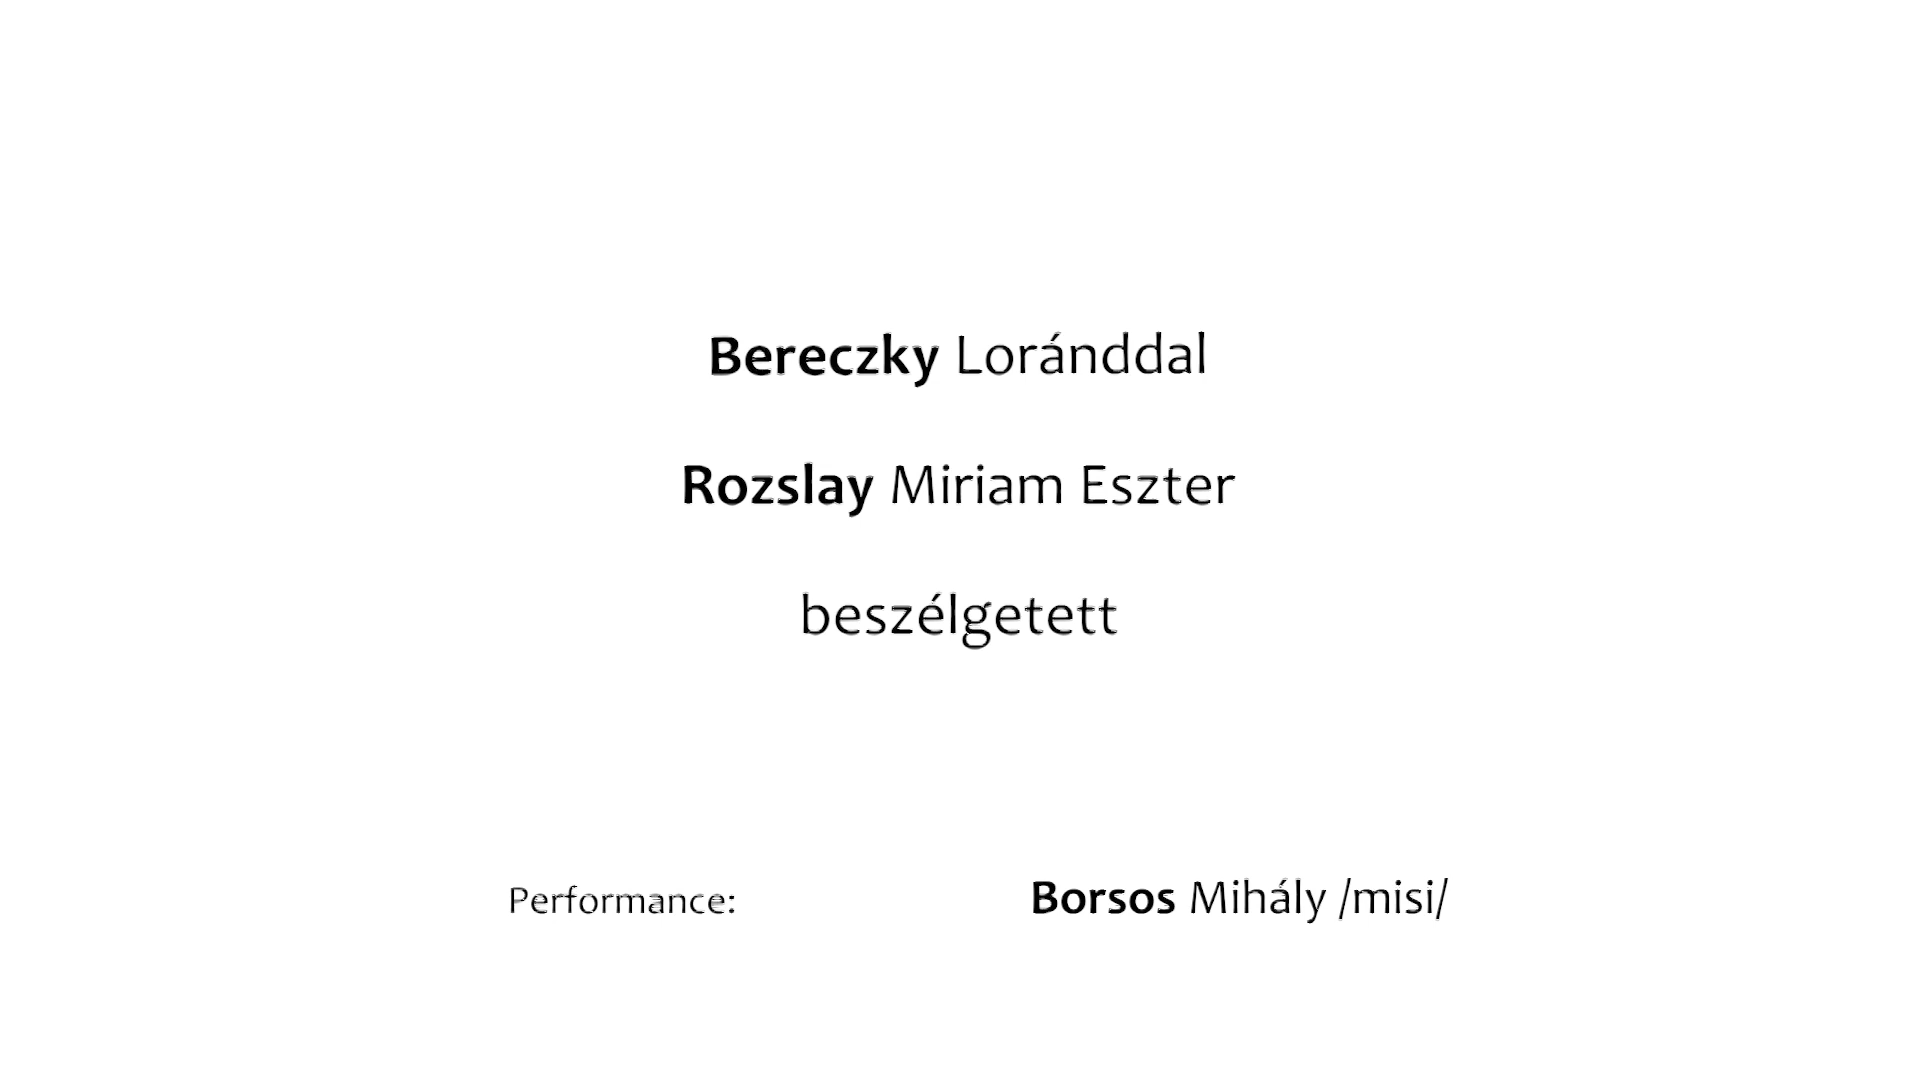 Bereczky Loránddal
Rozslay Miriam Eszter
beszélgetett
Performance: Borsos Mihály /misi/